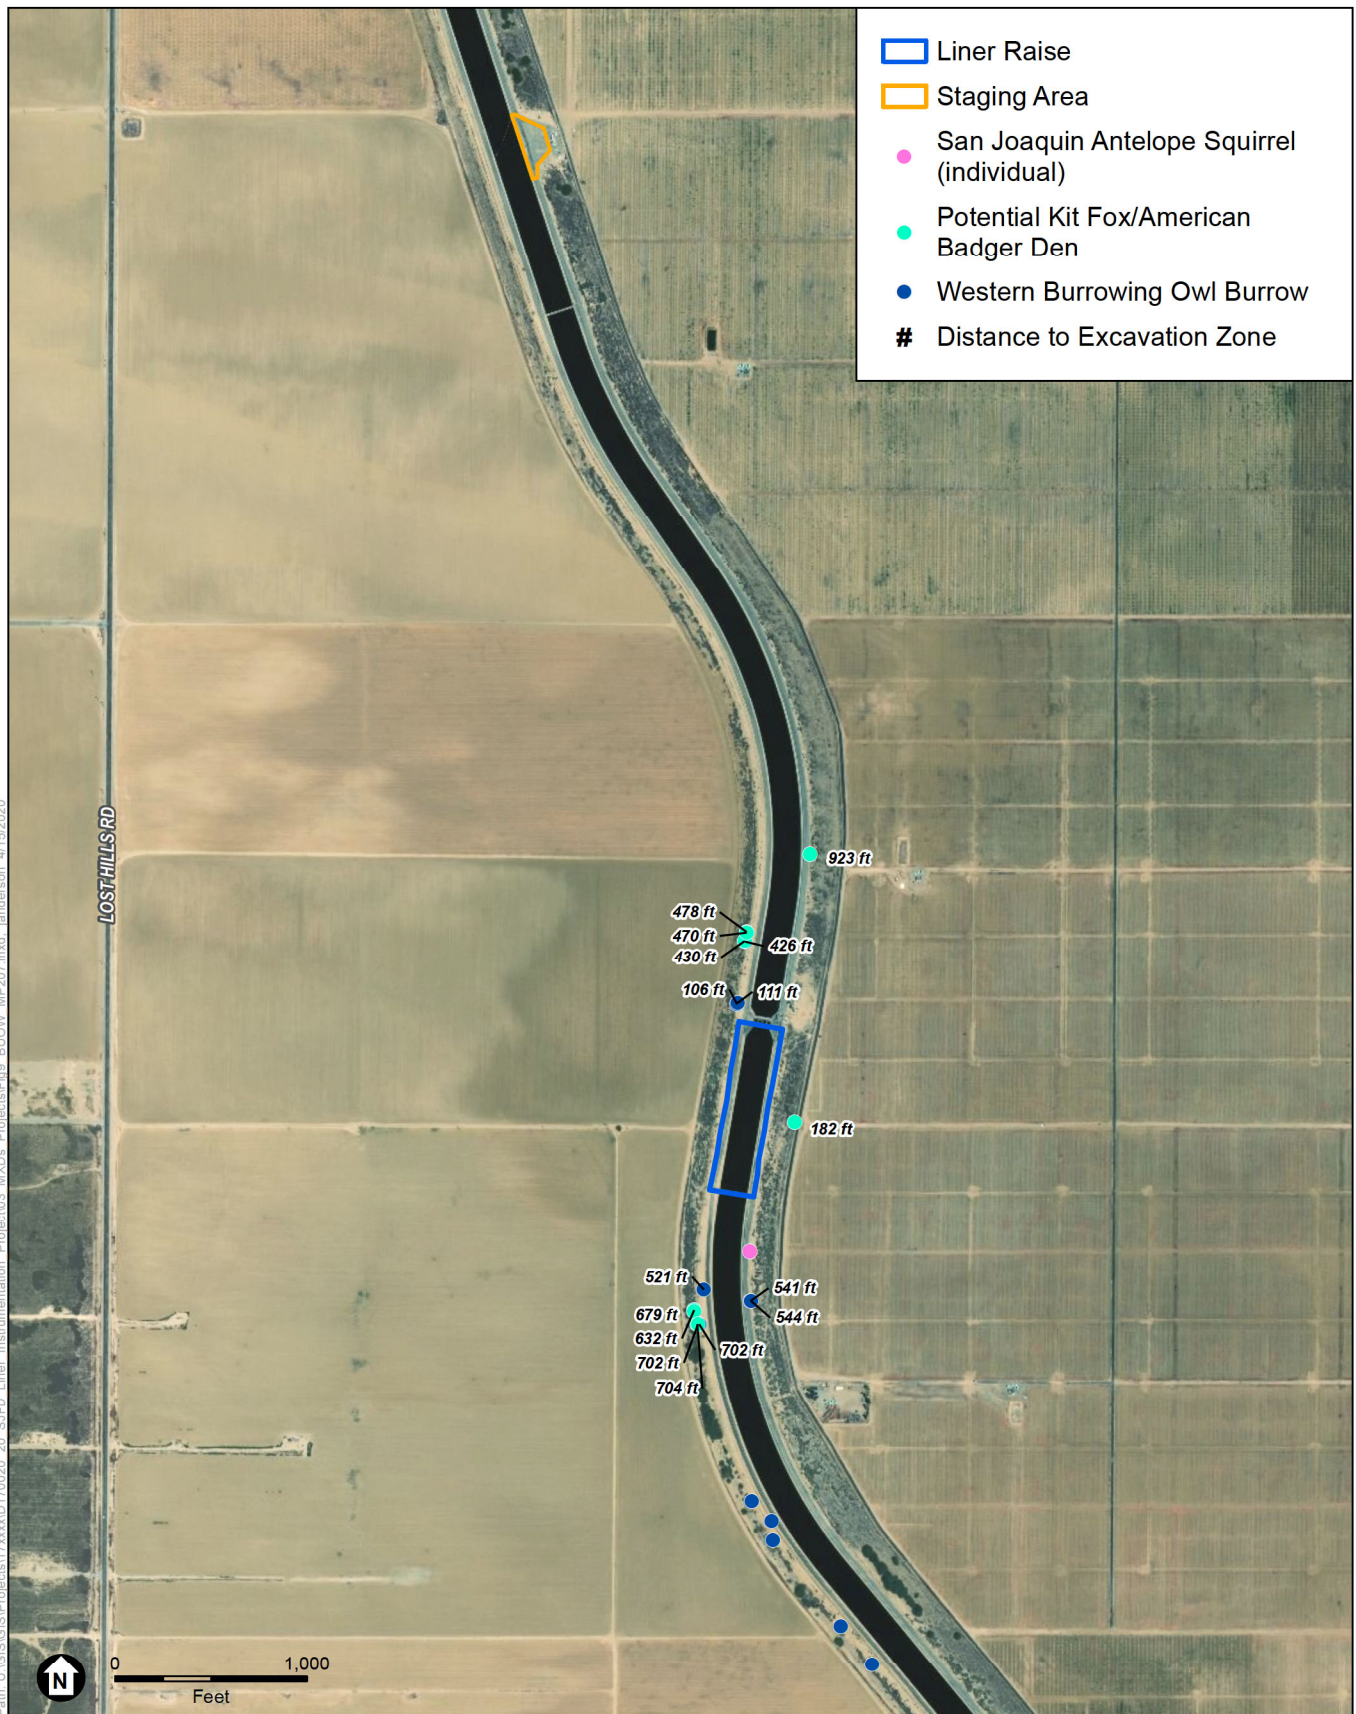 Liner Raise
Staging Area
San Joaquin Antelope Squirrel
(individual)
Potential Kit Fox/American
Badger Den
Western Burrowing Owl Burrow
# Distance to Excavation Zone
LOST HILLS RD
923 ft
478 ft
470 ft
426 ft
430 ft
106 ft
111 ft
182 ft
521 ft
541 ft
679 ft
544 ft
632 ft
702 ft
702 ft
704 ft
N
0 1,000
Feet